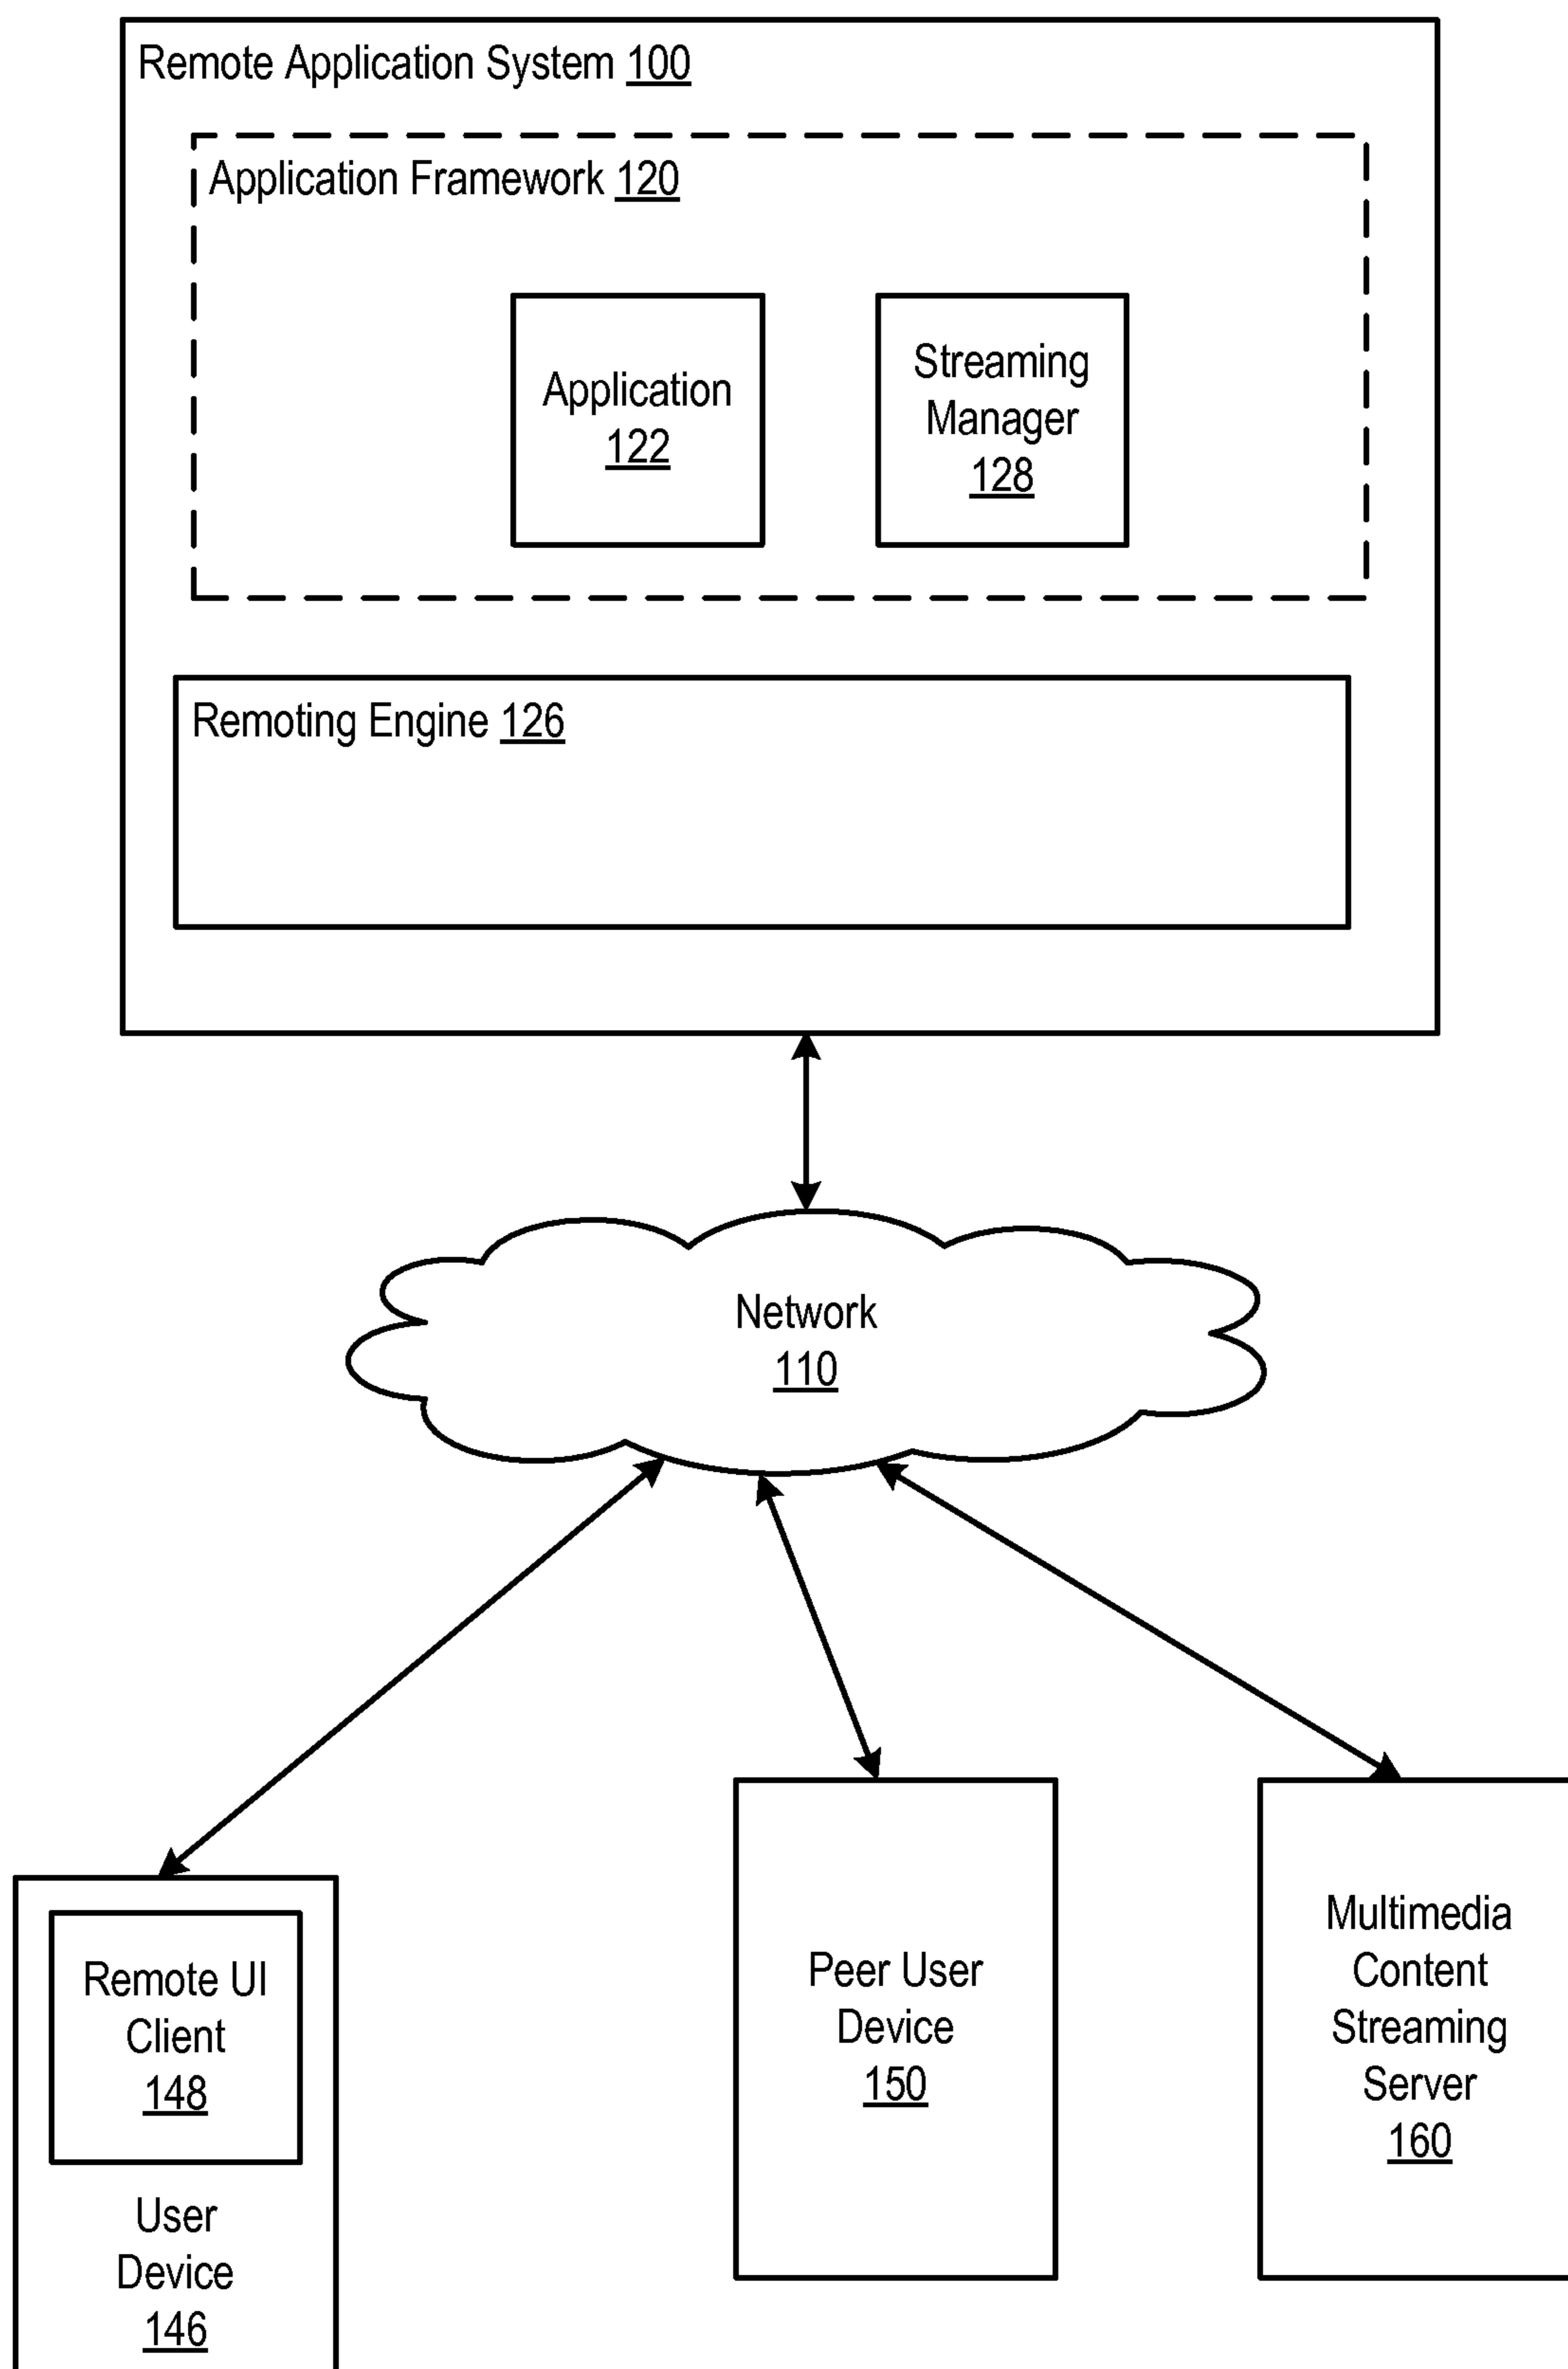 Remote Application System 100
Application Framework 120
Application
122
Streaming
Manager
128
Remoting Engine 126
Network
110
Remote UI
Client
148
User
Device
146
Peer User
Device
150
Multimedia
Content
Streaming
Server
160